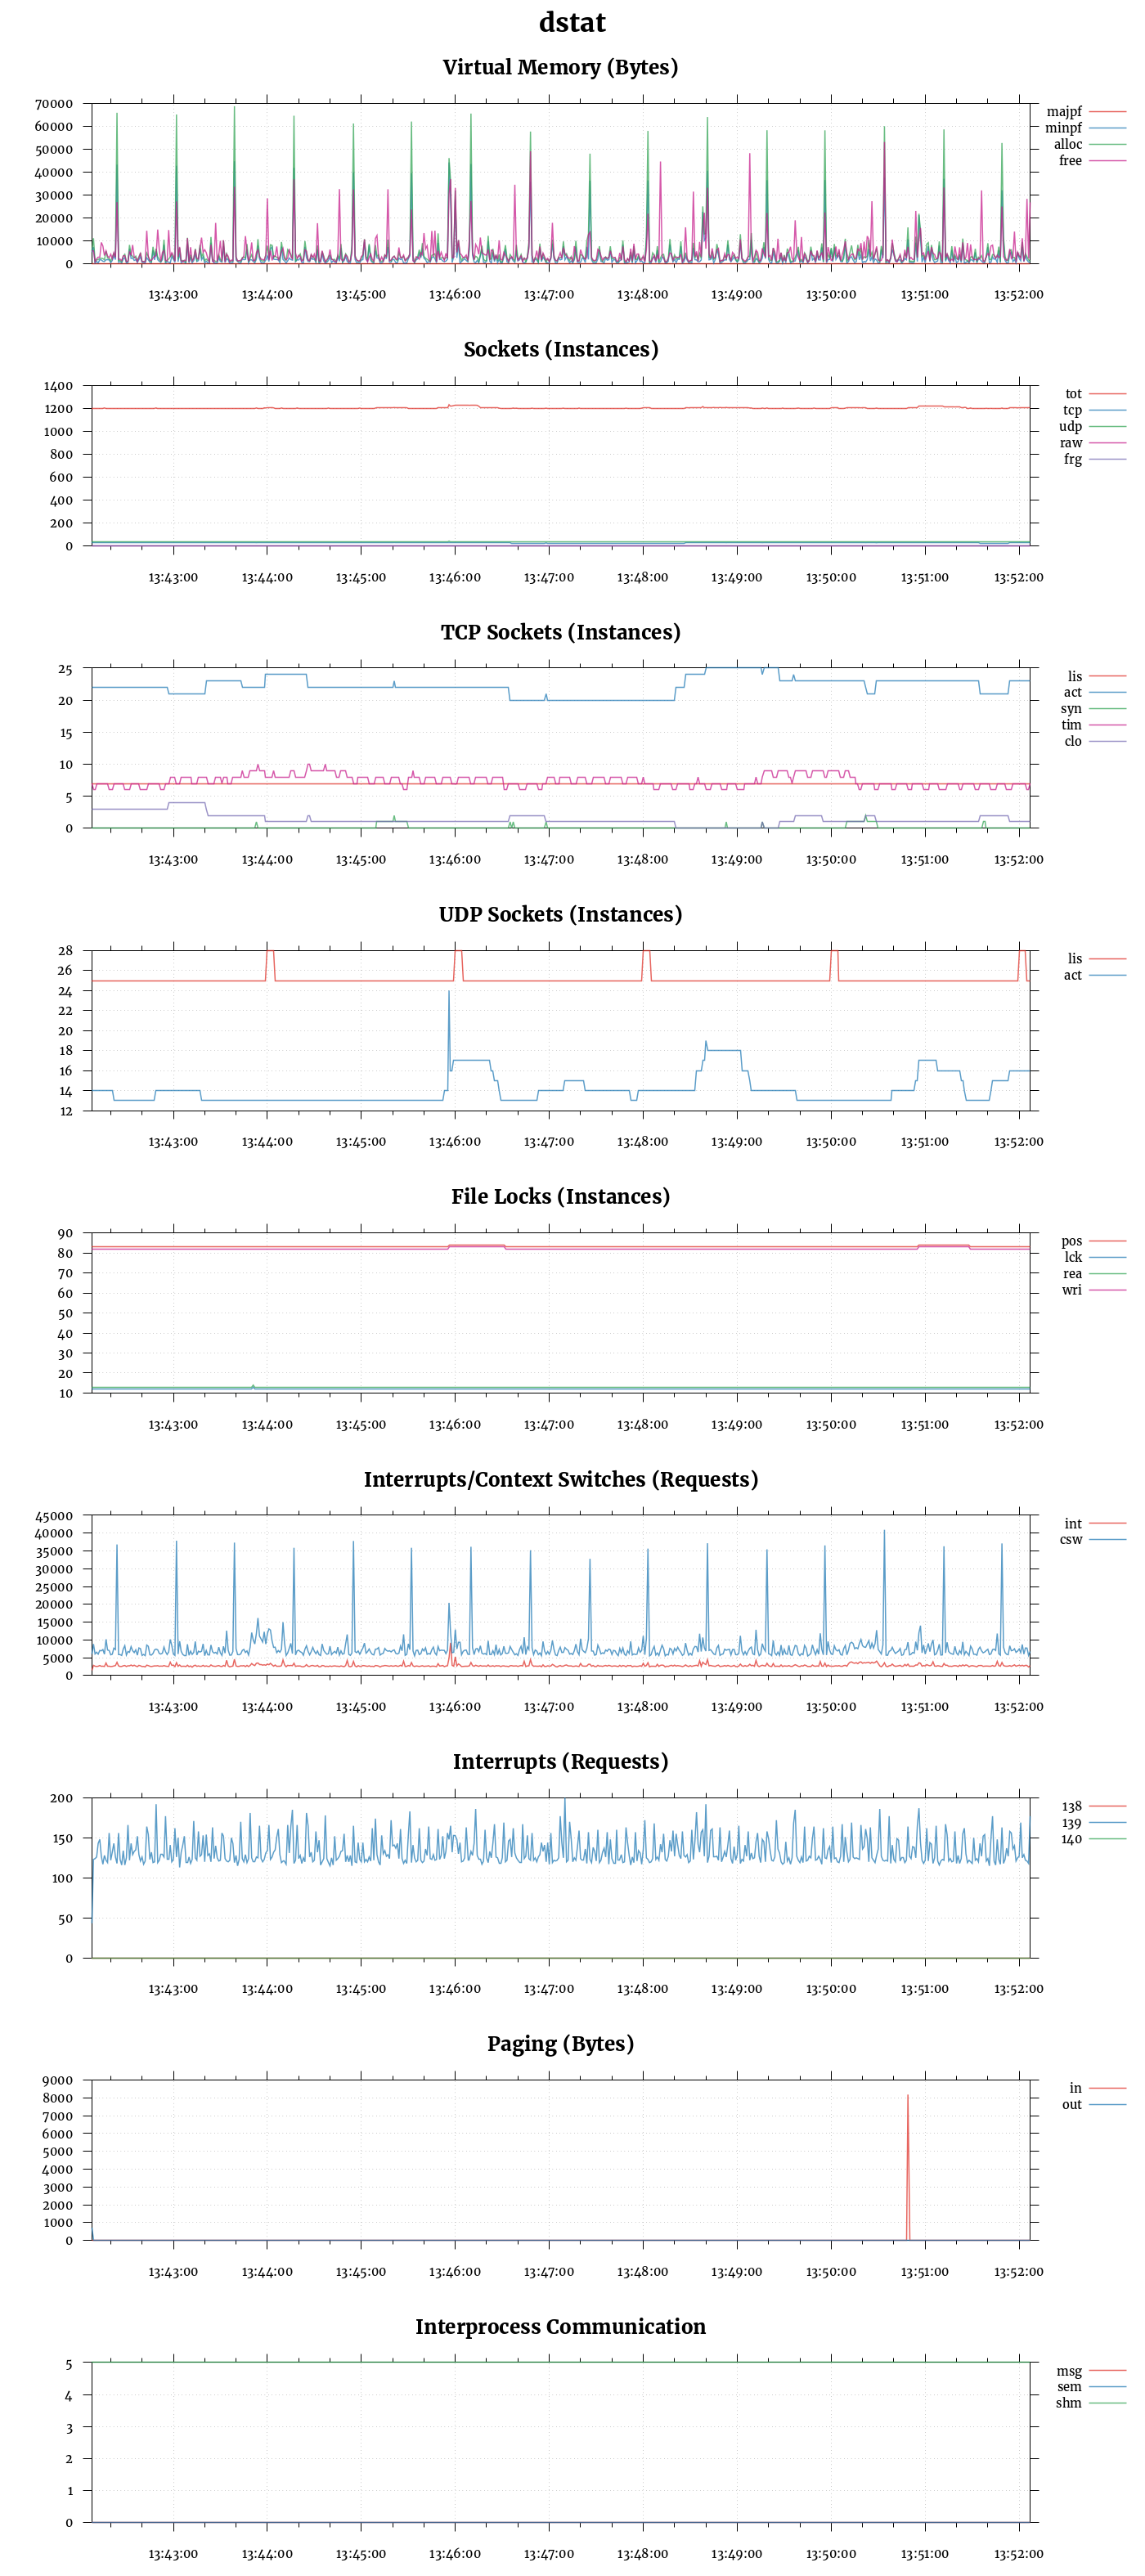 dstat
Virtual Memory (Bytes)
70000
60000
50000
40000
30000
20000
10000
0
majpf
minpf
alloc
free
13:43:00 13:44:00 13:45:00 13:46:00 13:47:00 13:48:00 13:49:00 13:50:00 13:51:00 13:52:00
Sockets (Instances)
1400
1200
1000
800
600
400
200
0
tot
tcp
udp
raw
frg
13:43:00 13:44:00 13:45:00 13:46:00 13:47:00 13:48:00 13:49:00 13:50:00 13:51:00 13:52:00
TCP Sockets (Instances)
25
20
15
10
5
0
lis
act
syn
tim
clo
13:43:00 13:44:00 13:45:00 13:46:00 13:47:00 13:48:00 13:49:00 13:50:00 13:51:00 13:52:00
UDP Sockets (Instances)
28
26
24
22
20
18
16
14
12
lis
act
13:43:00 13:44:00 13:45:00 13:46:00 13:47:00 13:48:00 13:49:00 13:50:00 13:51:00 13:52:00
File Locks (Instances)
90
80
70
60
50
40
30
20
10
pos
lck
rea
wri
13:43:00 13:44:00 13:45:00 13:46:00 13:47:00 13:48:00 13:49:00 13:50:00 13:51:00 13:52:00
Interrupts/Context Switches (Requests)
45000
40000
35000
30000
25000
20000
15000
10000
5000
0
int
csw
13:43:00 13:44:00 13:45:00 13:46:00 13:47:00 13:48:00 13:49:00 13:50:00 13:51:00 13:52:00
Interrupts (Requests)
200
150
100
50
0
138
139
140
13:43:00 13:44:00 13:45:00 13:46:00 13:47:00 13:48:00 13:49:00 13:50:00 13:51:00 13:52:00
Paging (Bytes)
9000
8000
7000
6000
5000
4000
3000
2000
1000
0
in
out
13:43:00 13:44:00 13:45:00 13:46:00 13:47:00 13:48:00 13:49:00 13:50:00 13:51:00 13:52:00
Interprocess Communication
5
4
3
2
1
0
msg
sem
shm
13:43:00 13:44:00 13:45:00 13:46:00 13:47:00 13:48:00 13:49:00 13:50:00 13:51:00 13:52:00